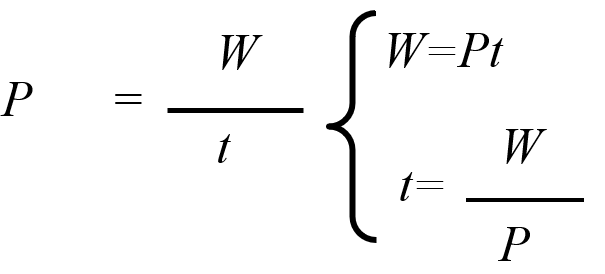 P = W/t { W=Pt
t= W/P